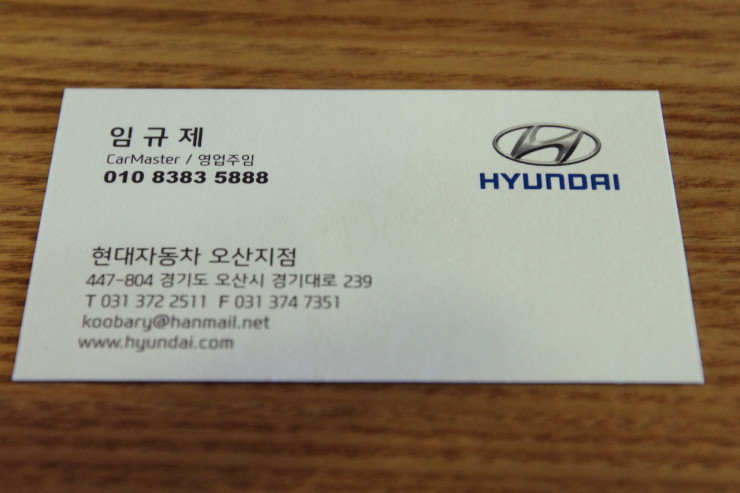 임규제
CarMaster / 영업주임
010 8383 5888
HYUNDAI
현대자동차 오산지점
447-804 경기도 오산시 경기대로 239
T 031 372 2511 F 031 374 7351
koobary@hanmail.net
www.hyundai.com